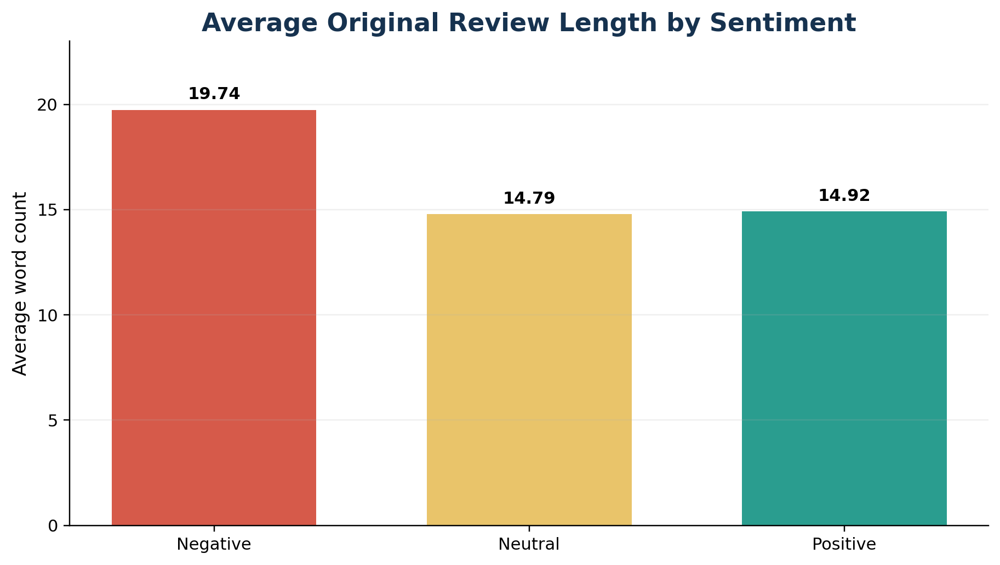 Average Original Review Length by Sentiment
Average word count
20
15
10
5
0
19.74
14.79
14.92
Negative
Neutral
Positive